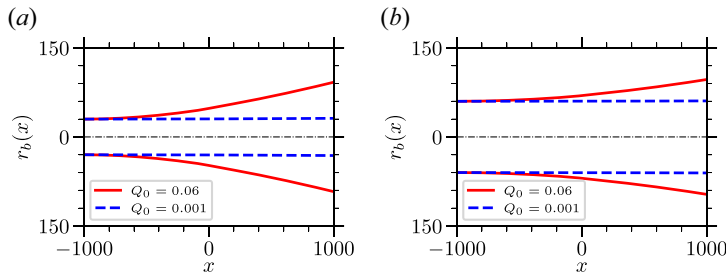 (a)
150
0
150
r_b(x)
Q_0 = 0.06
Q_0 = 0.001
−1000
0
1000
x
(b)
150
0
150
r_b(x)
Q_0 = 0.06
Q_0 = 0.001
−1000
0
1000
x